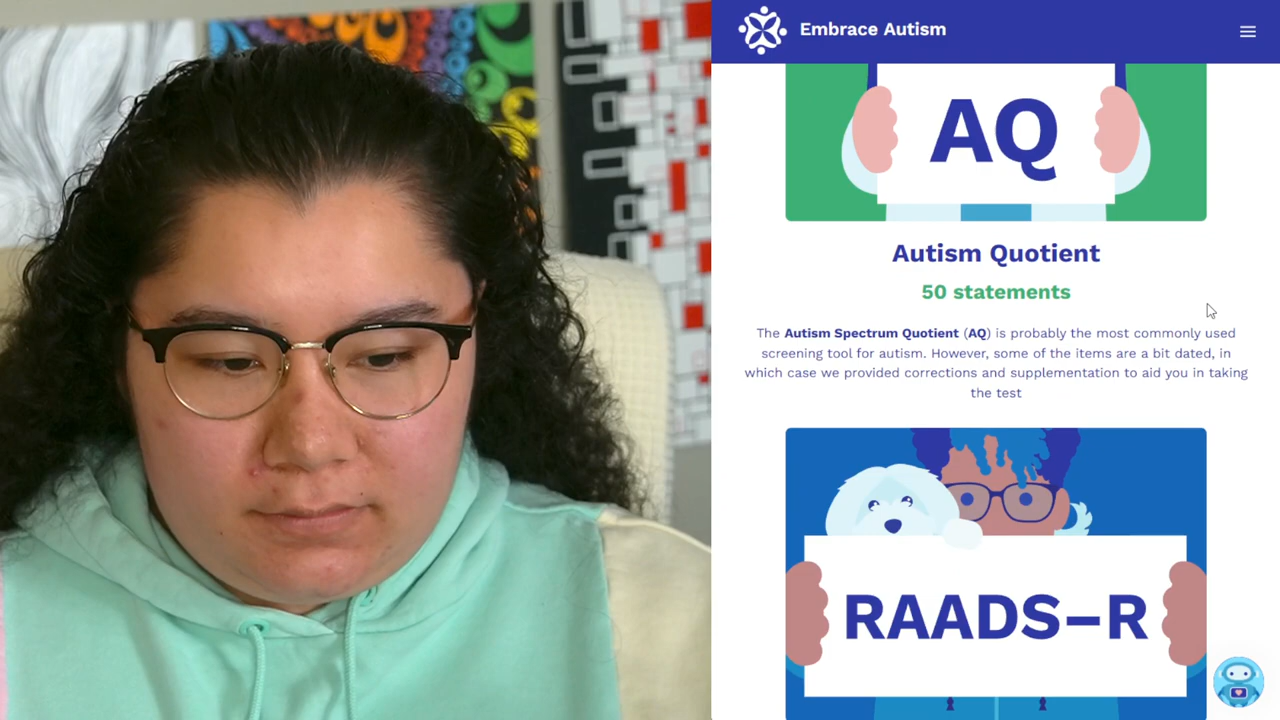 Embrace Autism
AQ
Autism Quotient
50 statements
The Autism Spectrum Quotient (AQ) is probably the most commonly used
screening tool for autism. However, some of the items are a bit dated, in
which case we provided corrections and supplementation to aid you in taking
the test
RAADS–R